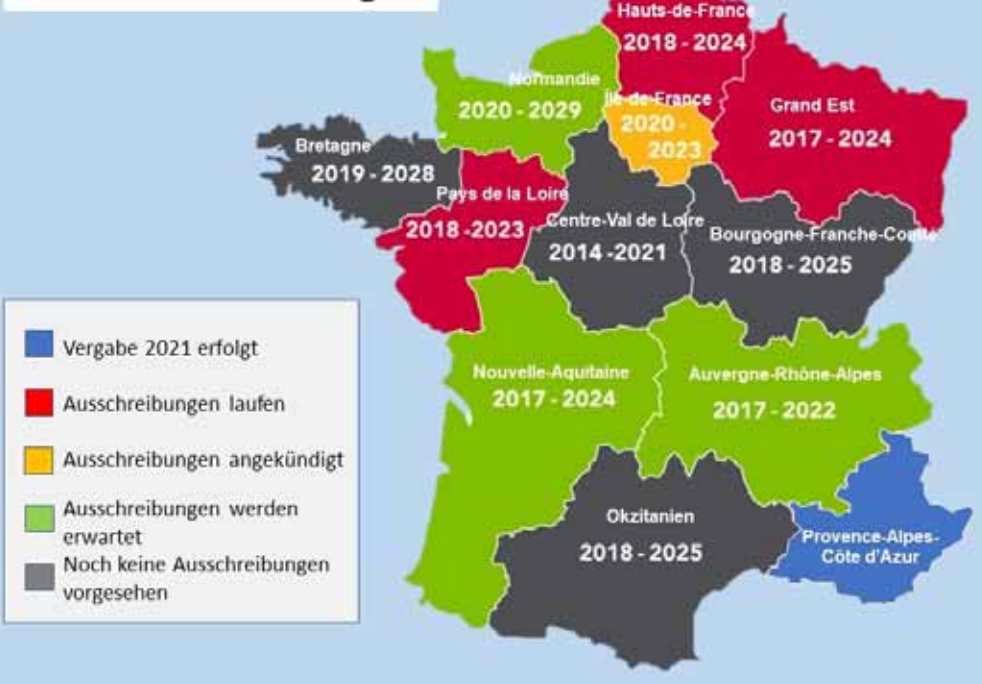 Hauts-de-France
2018 - 2024
Normandie
2020 - 2029
Île-de-France
2020 -
2023
Grand Est
2017 - 2024
Bretagne
2019 - 2028
Pays de la Loire
2018 -2023
Centre-Val de Loire
2014 -2021
Bourgogne-Franche-Comté
2018 - 2025
Nouvelle-Aquitaine
2017 - 2024
Auvergne-Rhône-Alpes
2017 - 2022
Okzitanien
2018 - 2025
Provence-Alpes-
Côte d'Azur
Vergabe 2021 erfolgt
Ausschreibungen laufen
Ausschreibungen angekündigt
Ausschreibungen werden
erwartet
Noch keine Ausschreibungen
vorgesehen